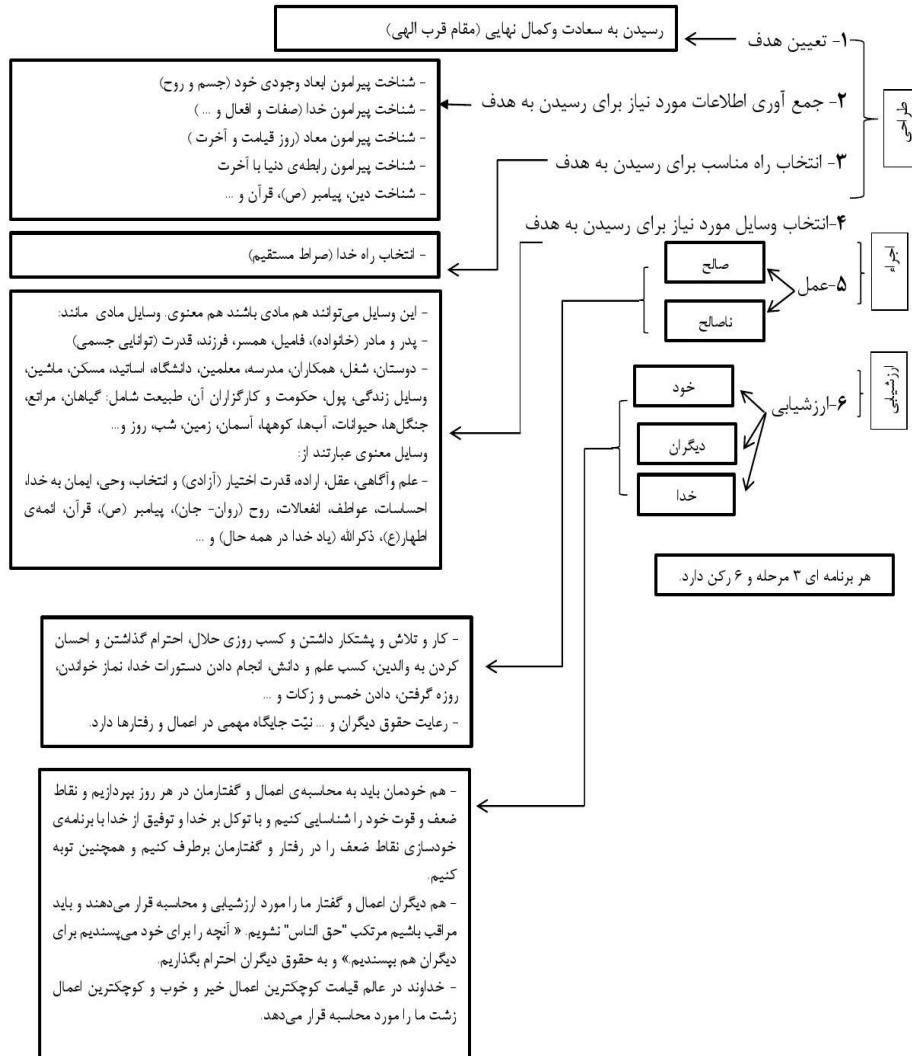 طراحی
۱- تعیین هدف
رسیدن به سعادت وکمال نهایی (مقام قرب الهی)
۲- جمع آوری اطلاعات مورد نیاز برای رسیدن به هدف
- شناخت پیرامون ابعاد وجودی خود (جسم و روح)
- شناخت پیرامون خدا (صفات و افعال و ... )
- شناخت پیرامون معاد (روز قیامت و آخرت )
- شناخت پیرامون رابطه‌ی دنیا با آخرت
- شناخت دین، پیامبر (ص)، قرآن و ...
۳- انتخاب راه مناسب برای رسیدن به هدف
- انتخاب راه خدا (صراط مستقیم)
۴-انتخاب وسایل مورد نیاز برای رسیدن به هدف
- این وسایل می‌توانند هم مادی باشند هم معنوی. وسایل مادی مانند:
- پدر و مادر (خانواده)، فامیل، همسر، فرزند، قدرت (توانایی جسمی)
- دوستان، شغل، همکاران، مدرسه، معلمین، دانشگاه، اساتید، مسکن، ماشین،
وسایل زندگی، پول، حکومت و کارگزاران آن، طبیعت شامل: گیاهان، مراتع،
جنگل‌ها، حیوانات، آب‌ها، کوهها، آسمان، زمین، شب، روز و...
وسایل معنوی عبارتند از:
- علم وآگاهی، عقل، اراده، قدرت اختیار (آزادی) و انتخاب، وحی، ایمان به خدا،
احساسات، عواطف، انفعالات، روح (روان- جان)، پیامبر (ص)، قرآن، ائمه‌ی
اطهار(ع)، ذکرالله (یاد خدا در همه حال) و ...
اجراء
۵-عمل
صالح
ناصالح
- کار و تلاش و پشتکار داشتن و کسب روزی حلال، احترام گذاشتن و احسان
کردن به والدین، کسب علم و دانش، انجام دادن دستورات خدا، نماز خواندن،
روزه گرفتن، دادن خمس و زکات و ...
- رعایت حقوق دیگران و ... نیّت جایگاه مهمی در اعمال و رفتارها دارد.
ارزشیابی
۶-ارزشیابی
خود
دیگران
خدا
هر برنامه ای ۳ مرحله و ۶ رکن دارد.
- هم خودمان باید به محاسبه‌ی اعمال و گفتارمان در هر روز بپردازیم و نقاط
ضعف و قوت خود را شناسایی کنیم و با توکل بر خدا و توفیق از خدا با برنامه‌ی
خودسازی نقاط ضعف را در رفتار و گفتارمان برطرف کنیم و همچنین توبه
کنیم.
- هم دیگران اعمال و گفتار ما را مورد ارزشیابی و محاسبه قرار می‌دهند و باید
مراقب باشیم مرتکب "حق الناس" نشویم. « آنچه را برای خود می‌پسندیم برای
دیگران هم بپسندیم.» و به حقوق دیگران احترام بگذاریم.
- خداوند در عالم قیامت کوچکترین اعمال خیر و خوب و کوچکترین اعمال
زشت ما را مورد محاسبه قرار می‌دهد.